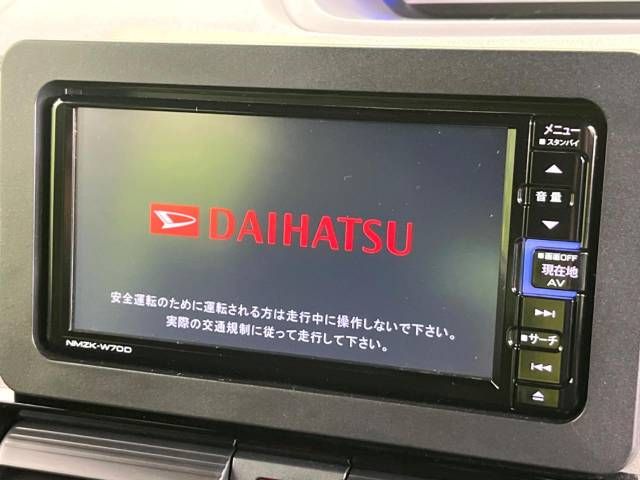 DAIHATSU
安全運転のために運転される方は走行中に操作しないで下さい。
実際の交通規制に従って走行して下さい。
NMZK-W70D
メニュー
スタンバイ
音量
画面OFF
現在地
AV
サーチ